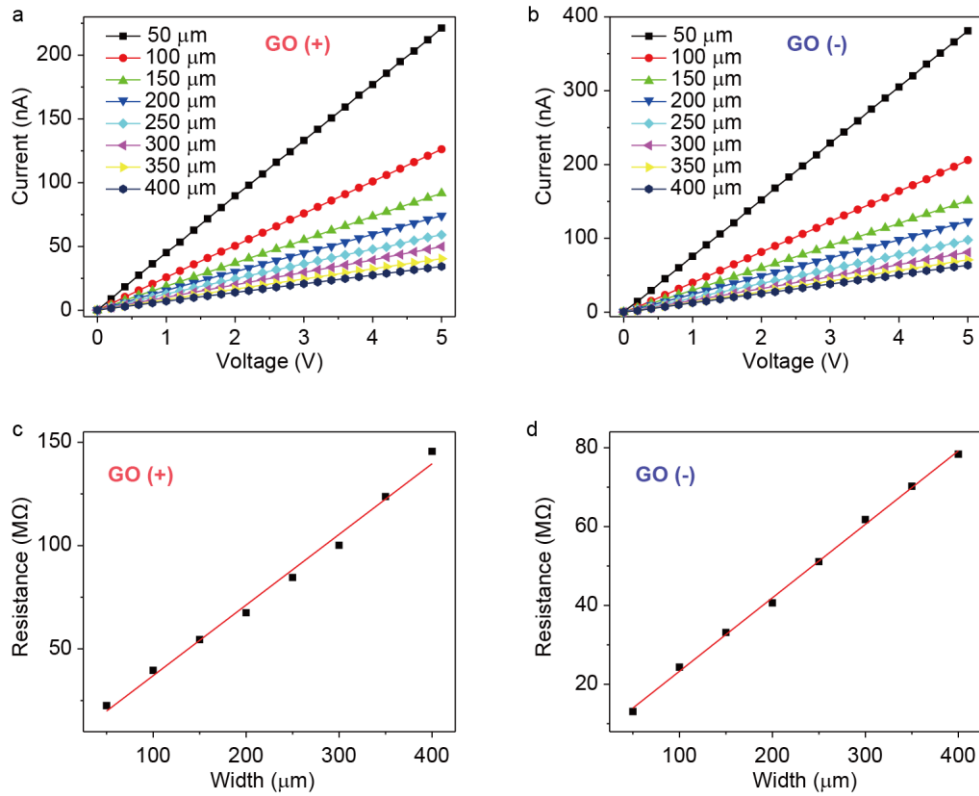 a
GO (+)
50 μm
100 μm
150 μm
200 μm
250 μm
300 μm
350 μm
400 μm
Current (nA)
200
150
100
50
0
0 1 2 3 4 5
Voltage (V)
b
GO (-)
50 μm
100 μm
150 μm
200 μm
250 μm
300 μm
350 μm
400 μm
Current (nA)
400
300
200
100
0
0 1 2 3 4 5
Voltage (V)
c
GO (+)
Resistance (MΩ)
150
100
50
100 200 300 400
Width (μm)
d
GO (-)
Resistance (MΩ)
80
60
40
20
100 200 300 400
Width (μm)